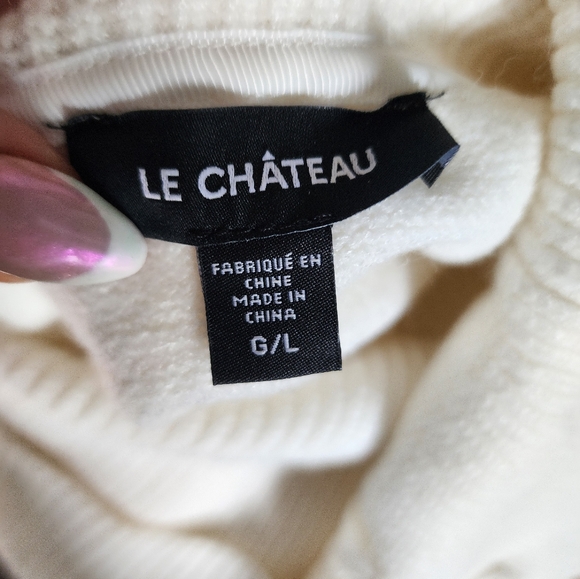 LE CHÂTEAU
FABRIQUÉ EN
CHINE
MADE IN
CHINA
G/L